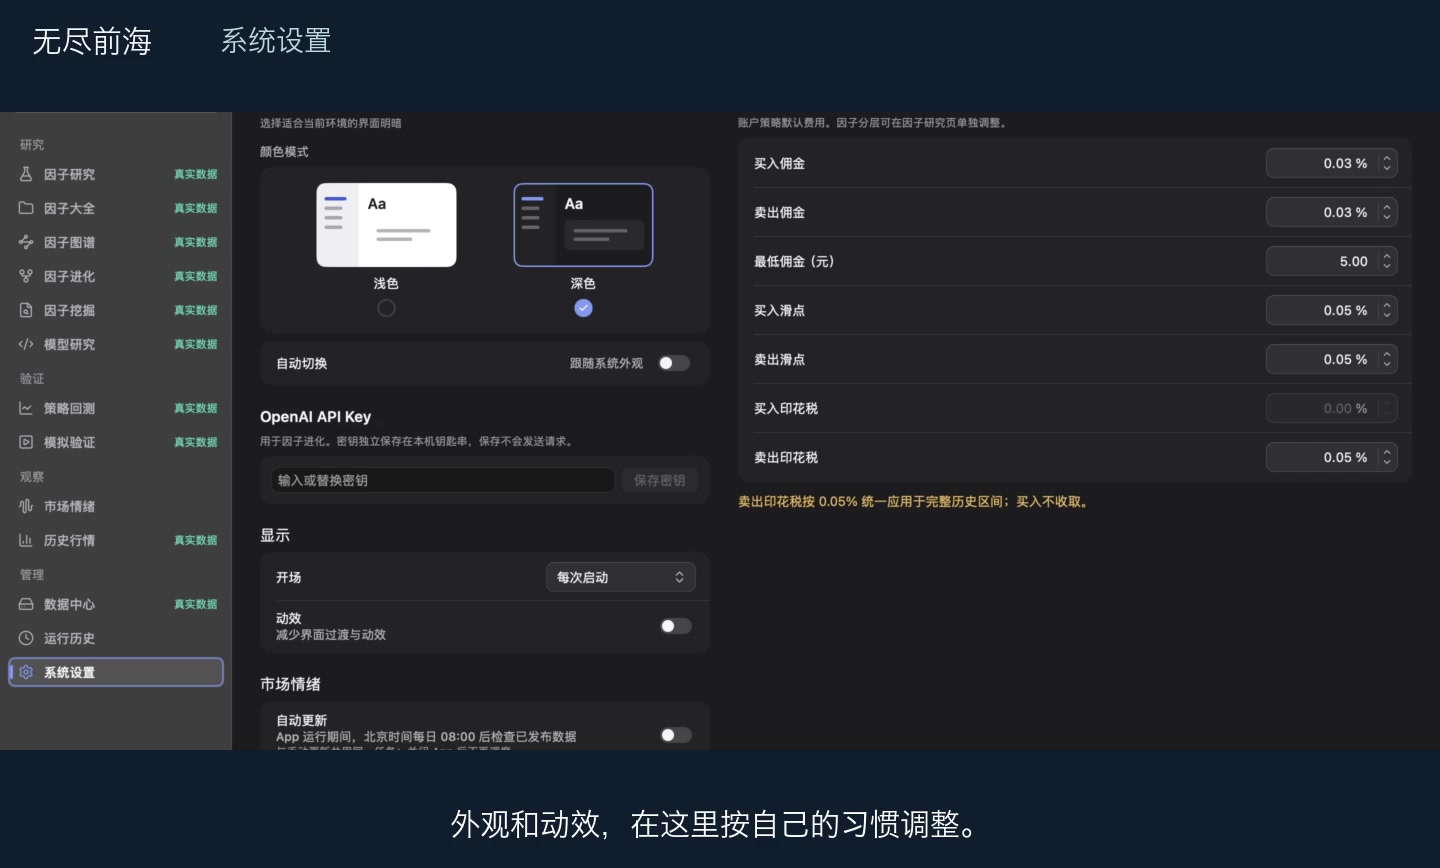 无尽前海
系统设置
研究
因子研究 真实数据
因子大全 真实数据
因子图谱 真实数据
因子进化 真实数据
因子挖掘 真实数据
模型研究 真实数据
验证
策略回测 真实数据
模拟验证 真实数据
观察
市场情绪
历史行情 真实数据
管理
数据中心 真实数据
运行历史
系统设置
选择适合当前环境的界面明暗
颜色模式
Aa
Aa
浅色
深色
自动切换 跟随系统外观
OpenAI API Key
用于因子进化。密钥独立保存在本机钥匙串，保存不会发送请求。
输入或替换密钥 保存密钥
显示
开场 每次启动
动效
减少界面过渡与动效
市场情绪
自动更新
App 运行期间，北京时间每日 08:00 后检查已发布数据
账户策略默认费用。因子分层可在因子研究页单独调整。
买入佣金 0.03 %
卖出佣金 0.03 %
最低佣金（元） 5.00
买入滑点 0.05 %
卖出滑点 0.05 %
买入印花税 0.00 %
卖出印花税 0.05 %
卖出印花税按 0.05% 统一应用于完整历史区间；买入不收取。
外观和动效，在这里按自己的习惯调整。